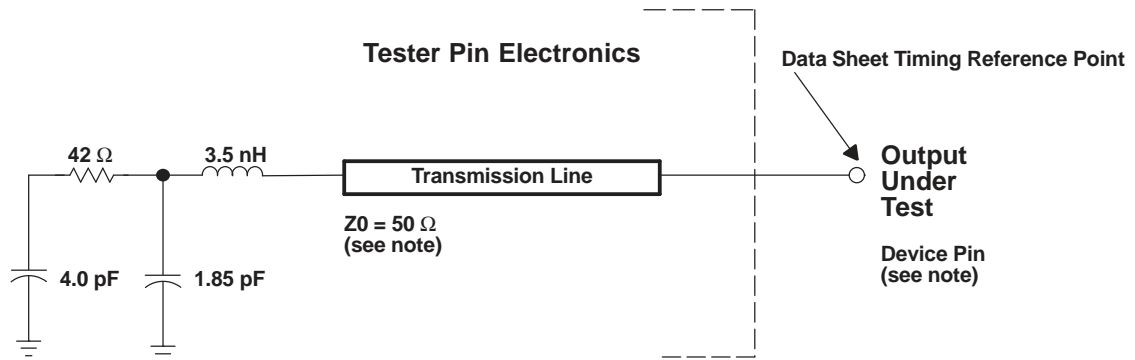 Tester Pin Electronics
Data Sheet Timing Reference Point
42 Ω
3.5 nH
Transmission Line
Output
Under
Test
Z0 = 50 Ω
(see note)
Device Pin
(see note)
4.0 pF
1.85 pF